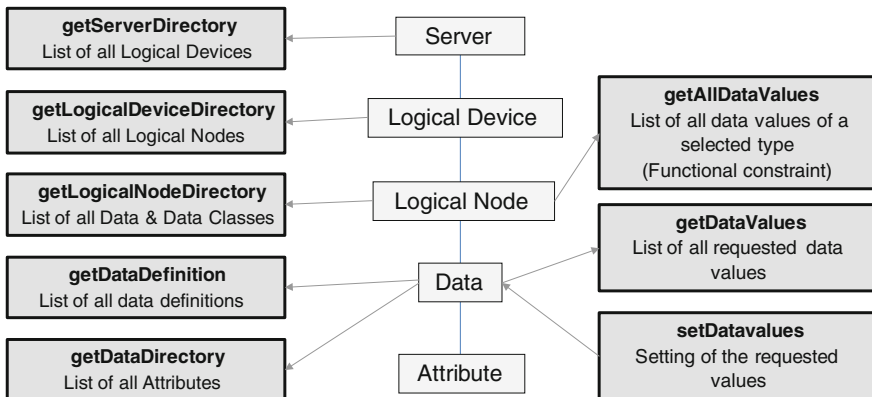 getServerDirectory
List of all Logical Devices
getLogicalDeviceDirectory
List of all Logical Nodes
getLogicalNodeDirectory
List of all Data & Data Classes
getDataDefinition
List of all data definitions
getDataDirectory
List of all Attributes
Server
Logical Device
Logical Node
Data
Attribute
getAllDataValues
List of all data values of a
selected type
(Functional constraint)
getDataValues
List of all requested data
values
setDatavalues
Setting of the requested
values